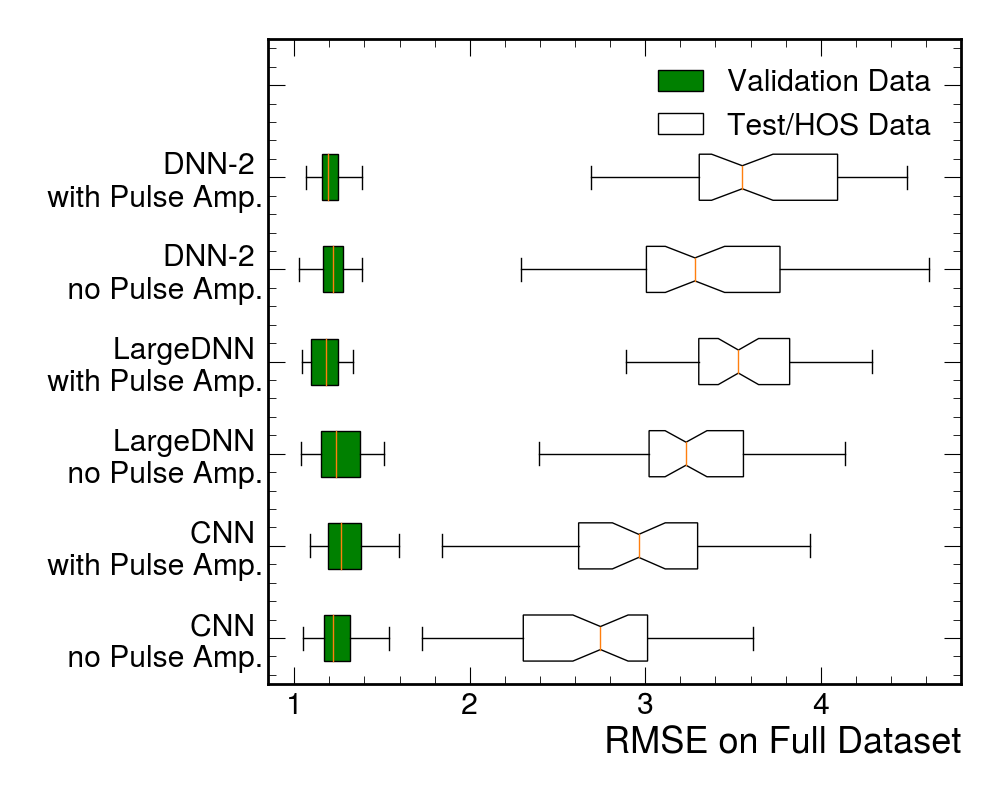 Validation Data
Test/HOS Data
DNN-2
with Pulse Amp.
DNN-2
no Pulse Amp.
LargeDNN
with Pulse Amp.
LargeDNN
no Pulse Amp.
CNN
with Pulse Amp.
CNN
no Pulse Amp.
1 2 3 4
RMSE on Full Dataset